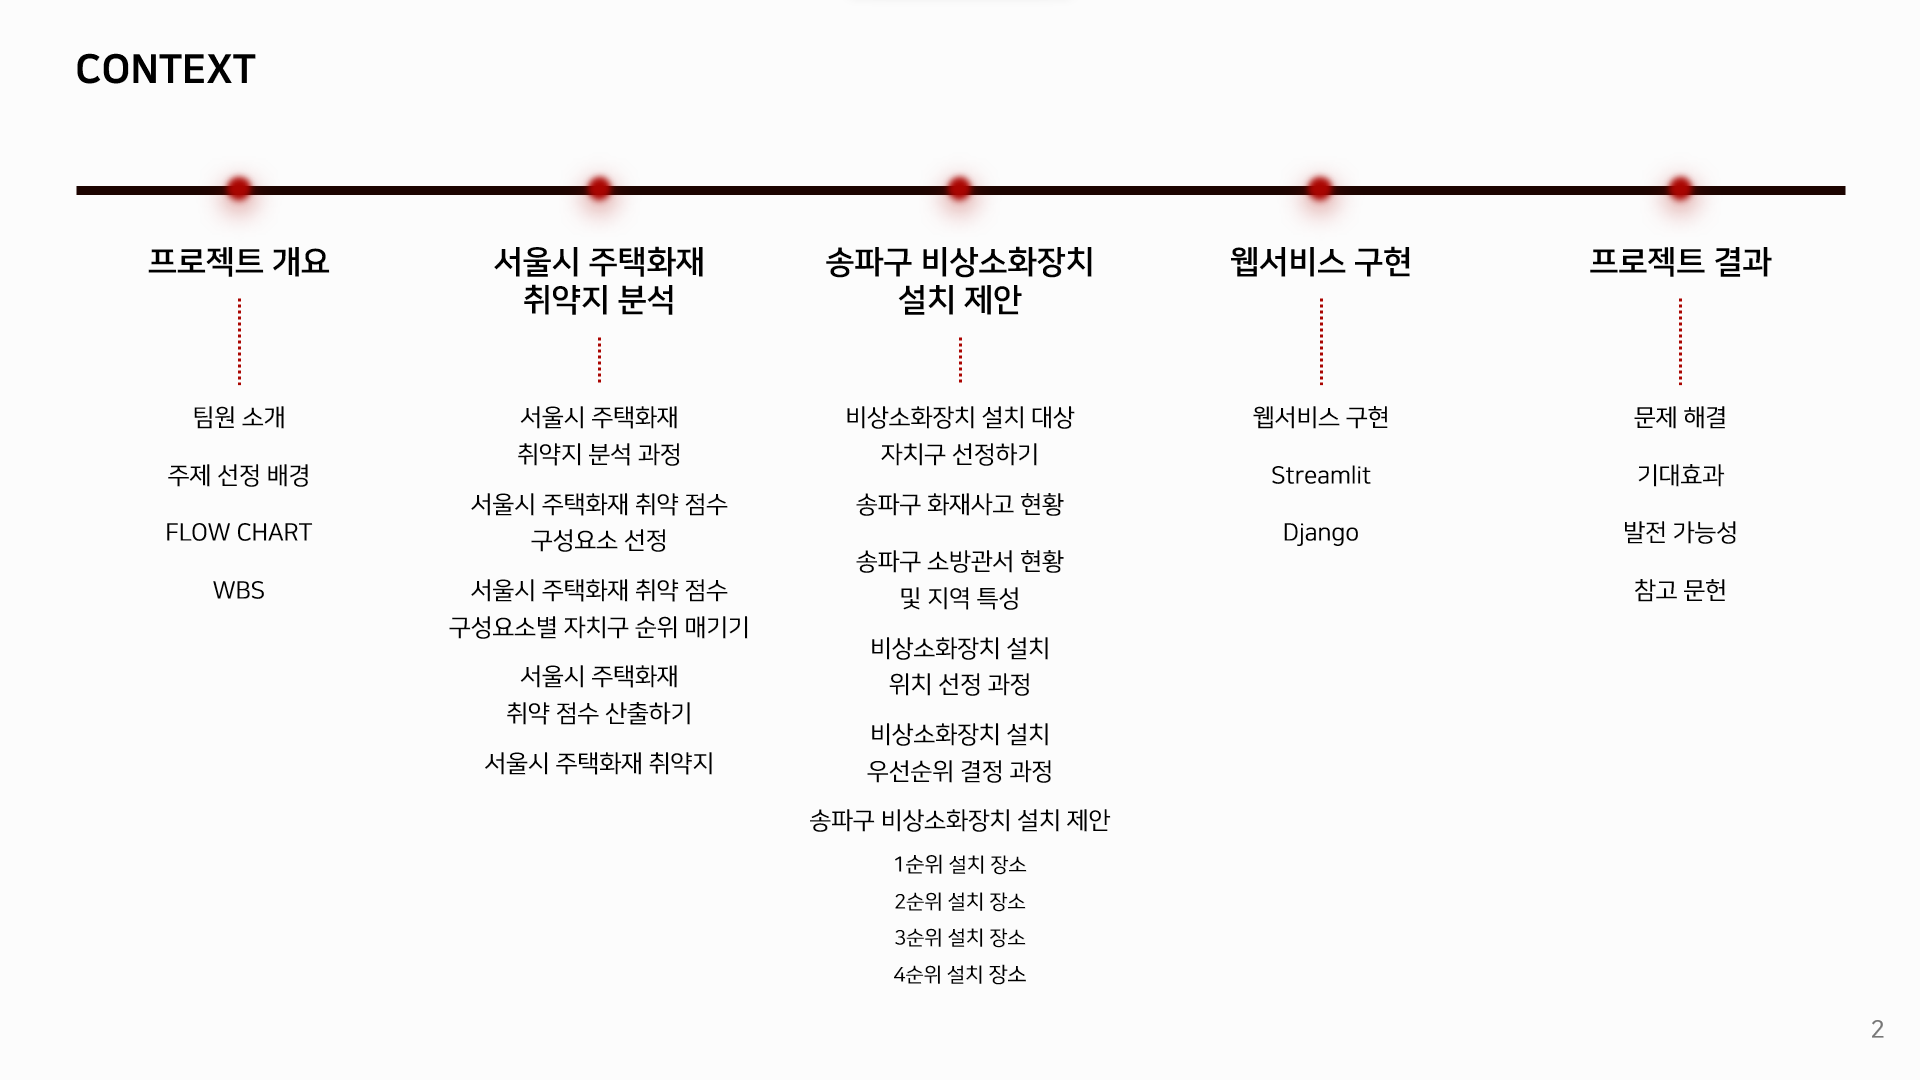 CONTEXT
프로젝트 개요
팀원 소개
주제 선정 배경
FLOW CHART
WBS
서울시 주택화재
취약지 분석
서울시 주택화재
취약지 분석 과정
서울시 주택화재 취약 점수
구성요소 선정
서울시 주택화재 취약 점수
구성요소별 자치구 순위 매기기
서울시 주택화재
취약 점수 산출하기
서울시 주택화재 취약지
송파구 비상소화장치
설치 제안
비상소화장치 설치 대상
자치구 선정하기
송파구 화재사고 현황
송파구 소방관서 현황
및 지역 특성
비상소화장치 설치
위치 선정 과정
비상소화장치 설치
우선순위 결정 과정
송파구 비상소화장치 설치 제안
1순위 설치 장소
2순위 설치 장소
3순위 설치 장소
4순위 설치 장소
웹서비스 구현
웹서비스 구현
Streamlit
Django
프로젝트 결과
문제 해결
기대효과
발전 가능성
참고 문헌
2